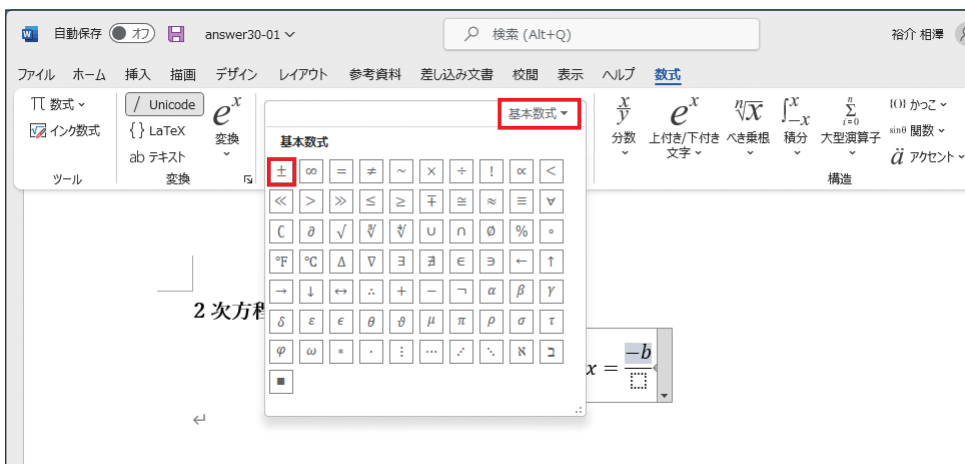 自動保存 オフ answer30-01 検索 (Alt+Q) 裕介 相澤
ファイル ホーム 挿入 描画 デザイン レイアウト 参考資料 差し込み文書 校閲 表示 ヘルプ 数式
数式
インク数式
ツール
/ Unicode
{} LaTeX
ab テキスト
eˣ
変換
変換
基本数式
基本数式
± ∞ = ≠ ~ × ÷ ! ∝ <
≪ > ≫ ≤ ≥ ∓ ≅ ≈ ≡ ∀
∁ ∂ √ ∛ ∜ ∪ ∩ ∅ % °
°F °C ∆ ∇ ∃ ∄ ∈ ∋ ← ↑
→ ↓ ↔ ∴ + − ¬ α β γ
δ ε ϵ θ ϑ μ π ρ σ τ
φ ω * ∙ ⋮ ⋯ ⋰ ⋱ ℵ ℶ
∎
x/y 分数
eˣ 上付き/下付き文字
ⁿ√x べき乗根
∫ˣ₋ₓ 積分
Σ n i=0 大型演算子
{()} かっこ
sinθ 関数
ä アクセント
構造
2 次方程
x = −b